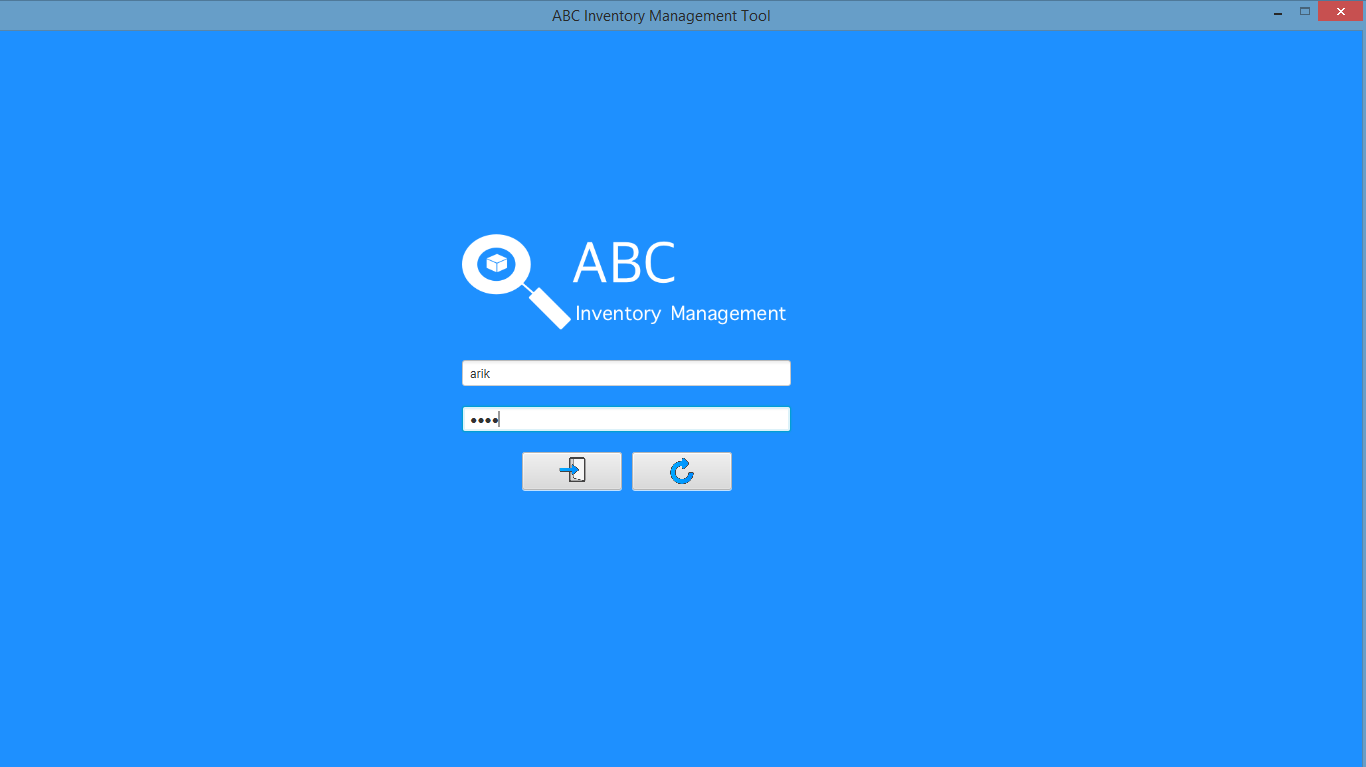 ABC Inventory Management Tool
ABC
Inventory Management
arik
••••